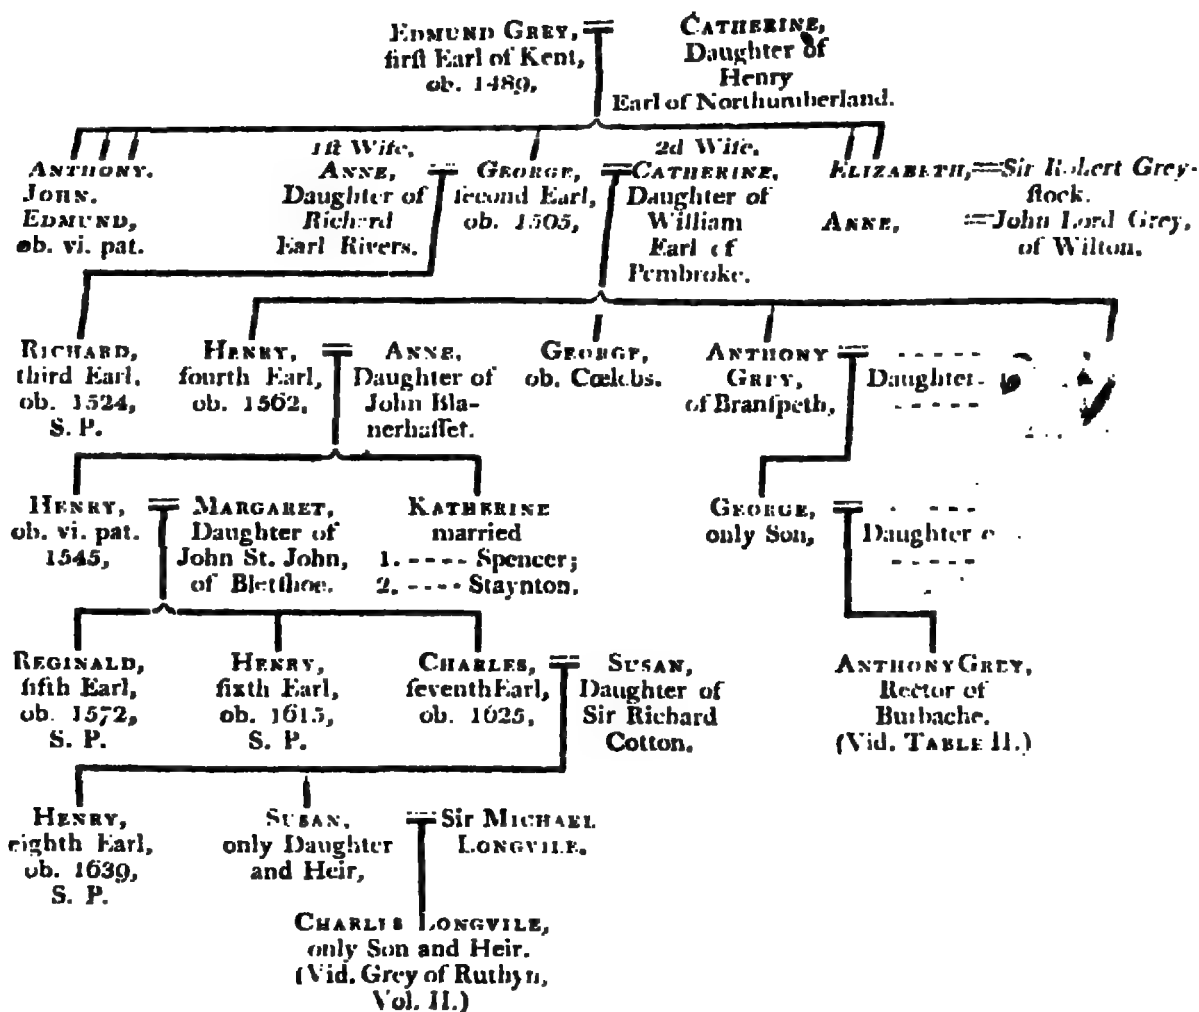 EDMUND GREY,
firſt Earl of Kent,
ob. 1489,
CATHERINE,
Daughter of
Henry
Earl of Northumberland.
ANTHONY.
JOHN.
EDMUND,
ob. vi. pat.
1ſt Wife.
ANNE,
Daughter of
Richard
Earl Rivers.
GEORGE,
ſecond Earl,
ob. 1505,
2d Wife.
CATHERINE,
Daughter of
William
Earl of
Pembroke.
ELIZABETH, = Sir Robert Grey-
ſtock.
ANNE, = John Lord Grey,
of Wilton.
RICHARD,
third Earl.
ob. 1524,
S. P.
HENRY,
fourth Earl,
ob. 1562,
ANNE,
Daughter of
John Bla-
nerhaſſet.
GEORGE,
ob. Cœlebs.
ANTHONY
GREY,
of Branſpeth,
- - - - -
Daughter
- - - - -
HENRY,
ob. vi. pat.
1545,
MARGARET,
Daughter of
John St. John,
of Bletſhoe.
KATHERINE
married
1. - - - - Spencer;
2. - - - - Staynton.
GEORGE,
only Son,
Daughter
- - - - -
REGINALD,
fifth Earl,
ob. 1572,
S. P.
HENRY,
ſixth Earl,
ob. 1615,
S. P.
CHARLES,
ſeventh Earl,
ob. 1625,
SUSAN,
Daughter of
Sir Richard
Cotton.
ANTHONY GREY,
Rector of
Burbache.
(Vid. TABLE II.)
HENRY,
eighth Earl,
ob. 1639,
S. P.
SUSAN,
only Daughter
and Heir,
Sir MICHAEL
LONGVILE.
CHARLES LONGVILE,
only Son and Heir.
(Vid. Grey of Ruthyn,
Vol. II.)